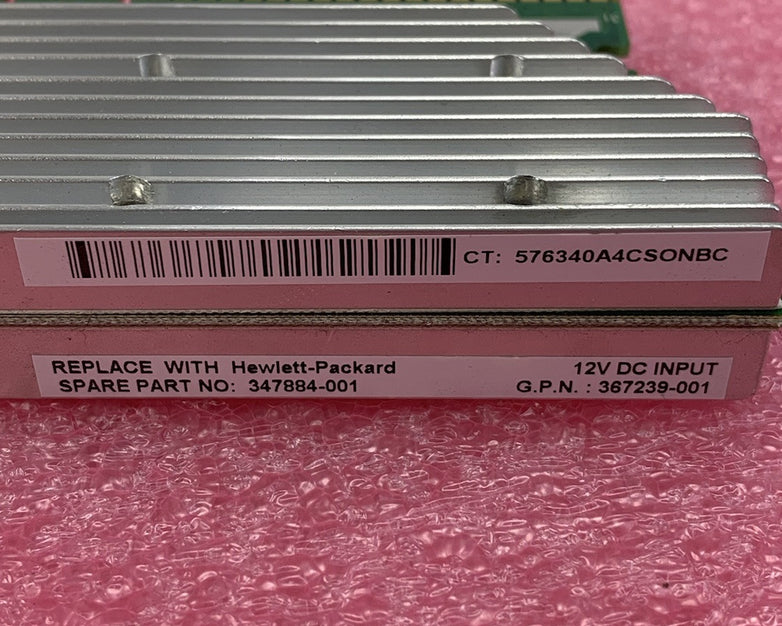 CT: 576340A4CSONBC
REPLACE WITH Hewlett-Packard 12V DC INPUT
SPARE PART NO: 347884-001 G.P.N. : 367239-001